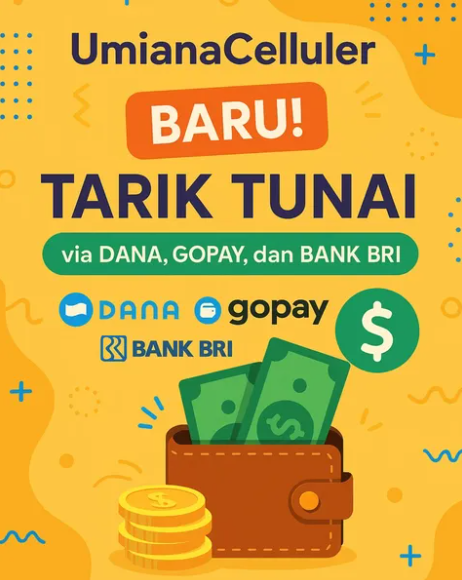 UmianaCelluler
BARU!
TARIK TUNAI
via DANA, GOPAY, dan BANK BRI
DANA gopay
BANK BRI
$
$
$